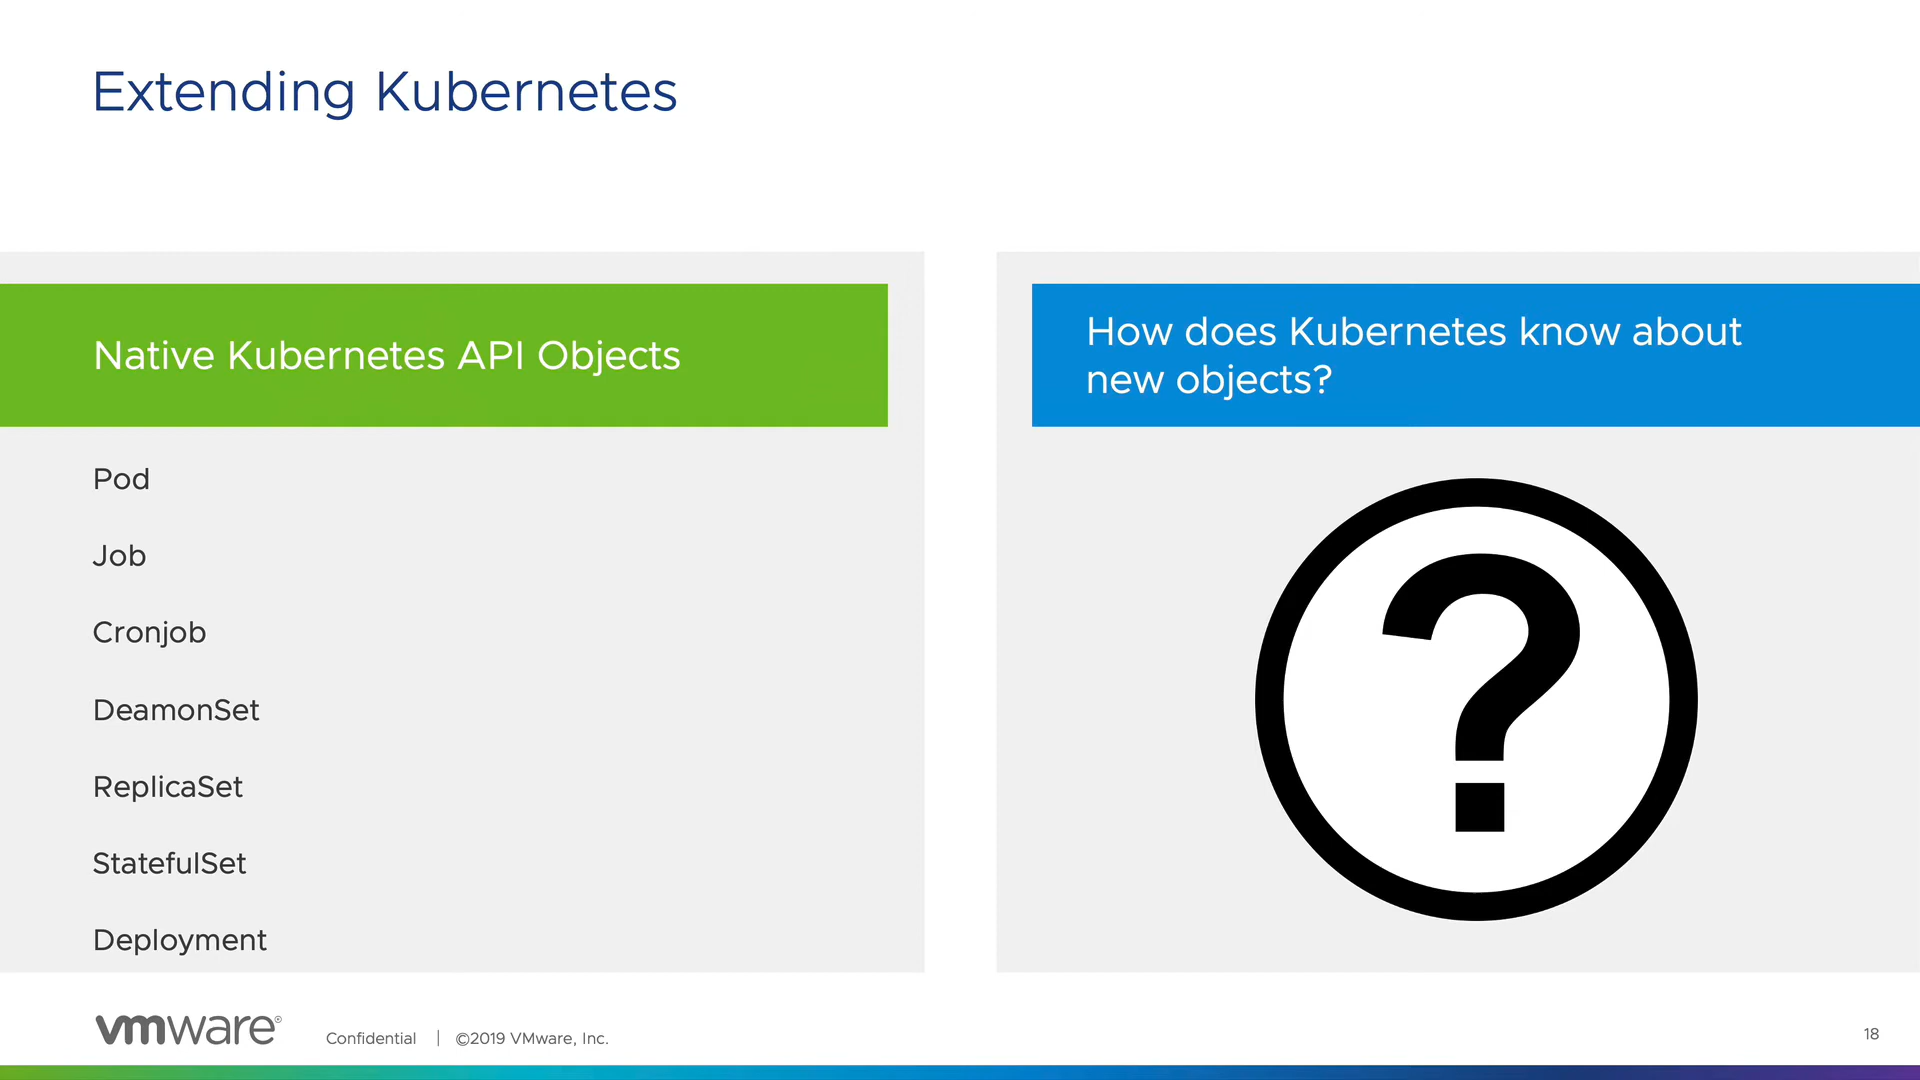 Extending Kubernetes
Native Kubernetes API Objects
Pod
Job
Cronjob
DeamonSet
ReplicaSet
StatefulSet
Deployment
How does Kubernetes know about
new objects?
?
vmware®
Confidential | ©2019 VMware, Inc.
18